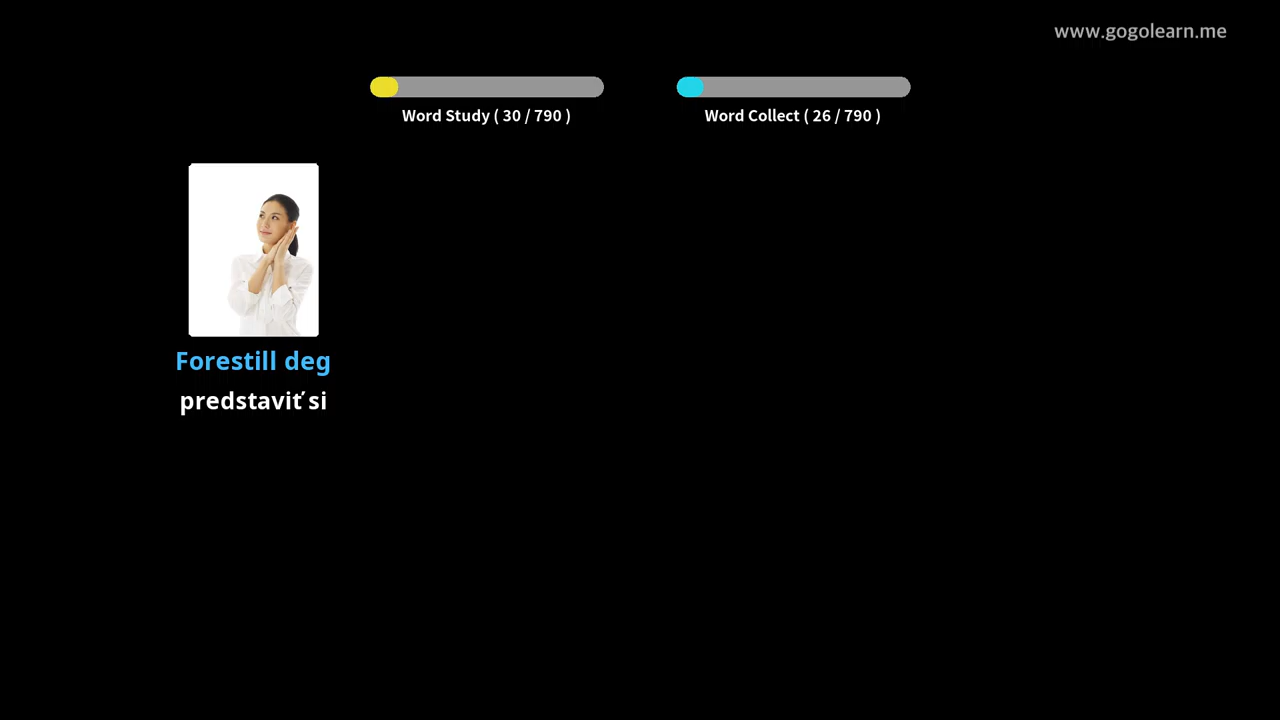 www.gogolearn.me
Word Study ( 30 / 790 )
Word Collect ( 26 / 790 )
Forestill deg
predstaviť si